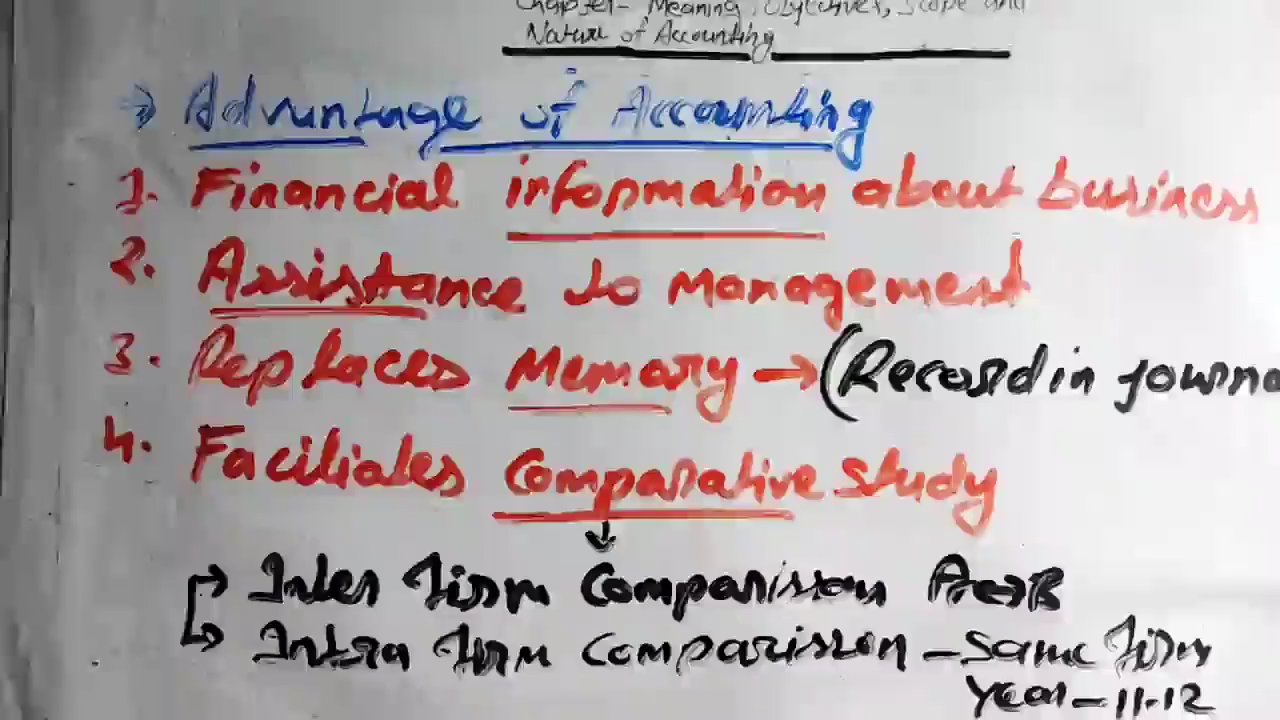 Chapter- Meaning, Objectives, Scope and
Nature of Accounting
→ Advantage of Accounting
1. Financial information about business
2. Assistance to Management
3. Replaces Memory → (Record in Journa
4. Faciliates Comparative study
↓
→ Inter firm Comparisson A
→ Intra firm Comparisson - Same firm
Year - 11-12